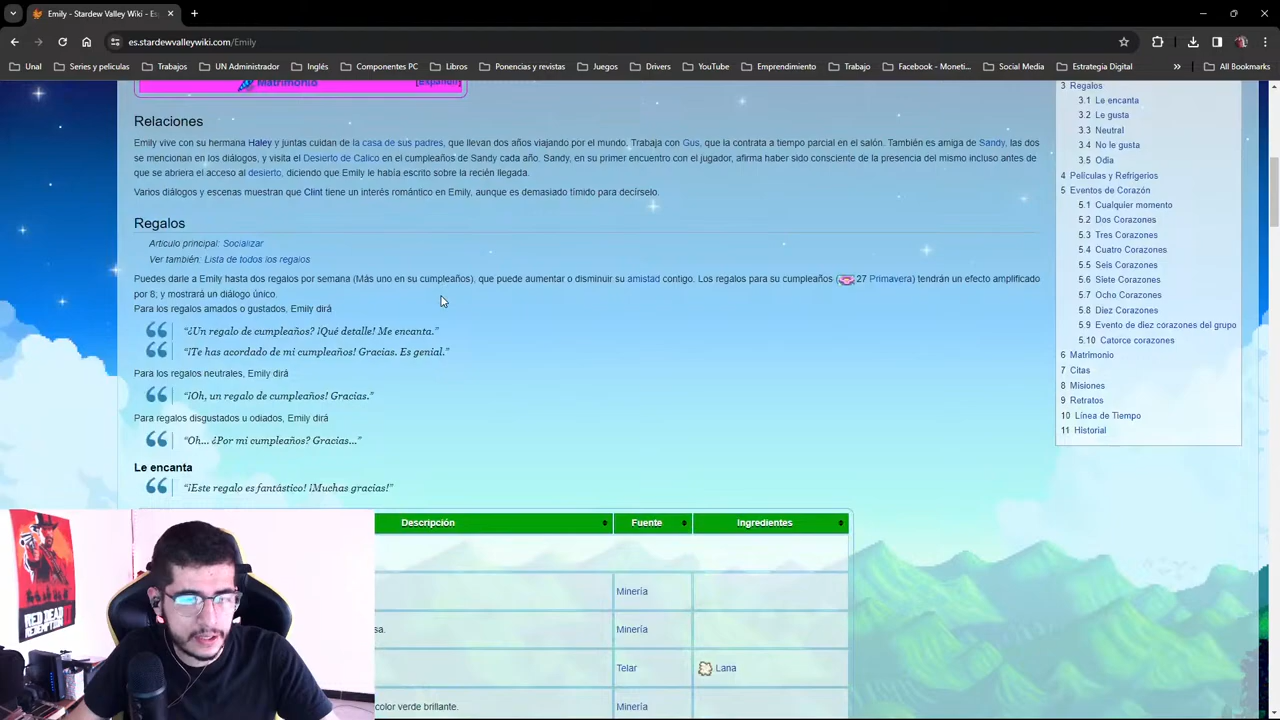 Emily - Stardew Valley Wiki - Es
es.stardewvalleywiki.com/Emily
Unal
Series y peliculas
Trabajos
UN Administrador
Inglés
Componentes PC
Libros
Ponencias y revistas
Juegos
Drivers
YouTube
Emprendimiento
Trabajo
Facebook - Moneti...
Social Media
Estrategia Digital
All Bookmarks
Matrimonio
[Expandir]
Relaciones
Emily vive con su hermana Haley y juntas cuidan de la casa de sus padres, que llevan dos años viajando por el mundo. Trabaja con Gus, que la contrata a tiempo parcial en el salón. También es amiga de Sandy, las dos
se mencionan en los diálogos, y visita el Desierto de Calico en el cumpleaños de Sandy cada año. Sandy, en su primer encuentro con el jugador, afirma haber sido consciente de la presencia del mismo incluso antes de
que se abriera el acceso al desierto, diciendo que Emily le había escrito sobre la recién llegada.
Varios diálogos y escenas muestran que Clint tiene un interés romántico en Emily, aunque es demasiado tímido para decírselo.
Regalos
Artículo principal: Socializar
Ver también: Lista de todos los regalos
Puedes darle a Emily hasta dos regalos por semana (Más uno en su cumpleaños), que puede aumentar o disminuir su amistad contigo. Los regalos para su cumpleaños ( 27 Primavera) tendrán un efecto amplificado
por 8; y mostrará un diálogo único.
Para los regalos amados o gustados, Emily dirá
“¿Un regalo de cumpleaños? ¡Qué detalle! Me encanta.”
“¡Te has acordado de mi cumpleaños! Gracias. Es genial.”
Para los regalos neutrales, Emily dirá
“¡Oh, un regalo de cumpleaños! Gracias.”
Para regalos disgustados u odiados, Emily dirá
“Oh... ¿Por mi cumpleaños? Gracias...”
Le encanta
“¡Este regalo es fantástico! ¡Muchas gracias!”
Descripción Fuente Ingredientes
Minería
sa. Minería
Telar Lana
color verde brillante. Minería
3 Regalos
3.1 Le encanta
3.2 Le gusta
3.3 Neutral
3.4 No le gusta
3.5 Odia
4 Películas y Refrigerios
5 Eventos de Corazón
5.1 Cualquier momento
5.2 Dos Corazones
5.3 Tres Corazones
5.4 Cuatro Corazones
5.5 Seis Corazones
5.6 Siete Corazones
5.7 Ocho Corazones
5.8 Diez Corazones
5.9 Evento de diez corazones del grupo
5.10 Catorce corazones
6 Matrimonio
7 Citas
8 Misiones
9 Retratos
10 Línea de Tiempo
11 Historial
RED DEAD
REDEMPTION II